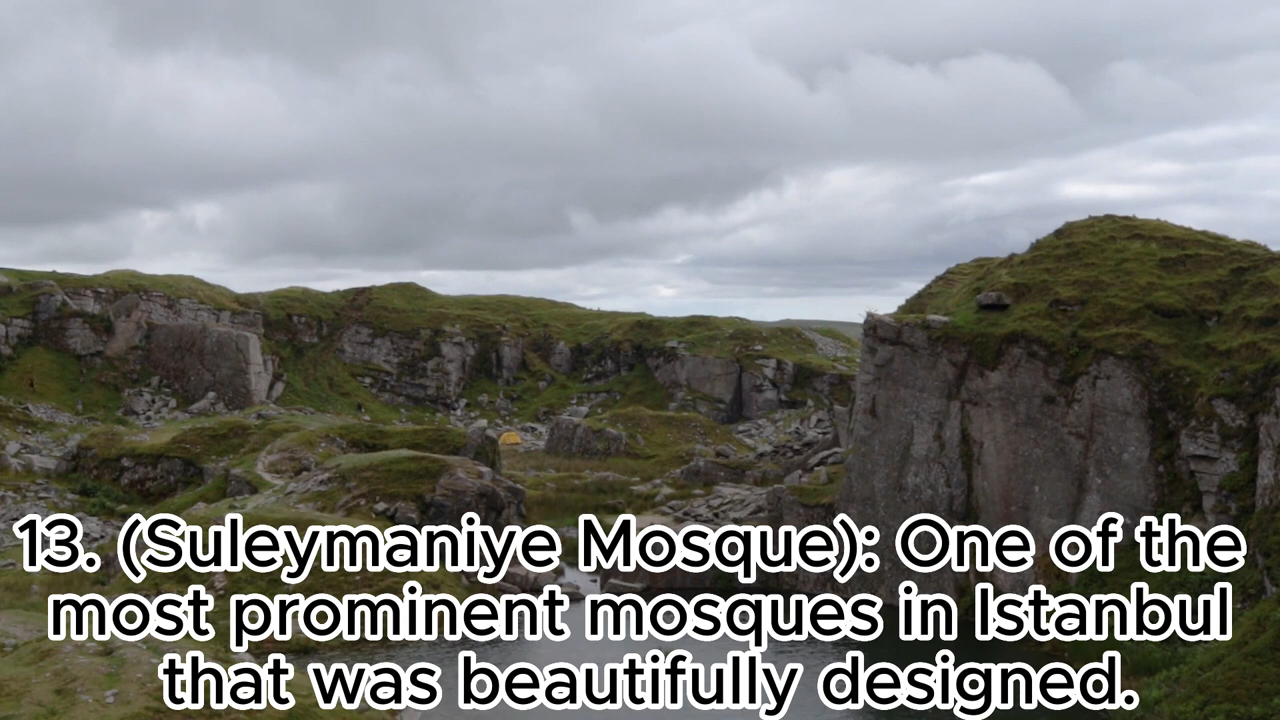 13. (Suleymaniye Mosque): One of the
most prominent mosques in Istanbul
that was beautifully designed.